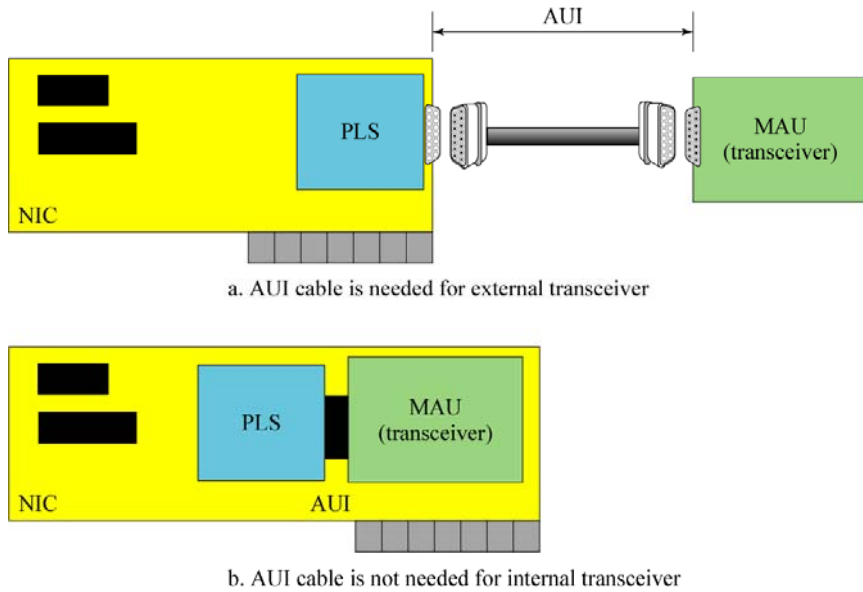 AUI
PLS
MAU
(transceiver)
NIC
a. AUI cable is needed for external transceiver
PLS
MAU
(transceiver)
NIC
AUI
b. AUI cable is not needed for internal transceiver